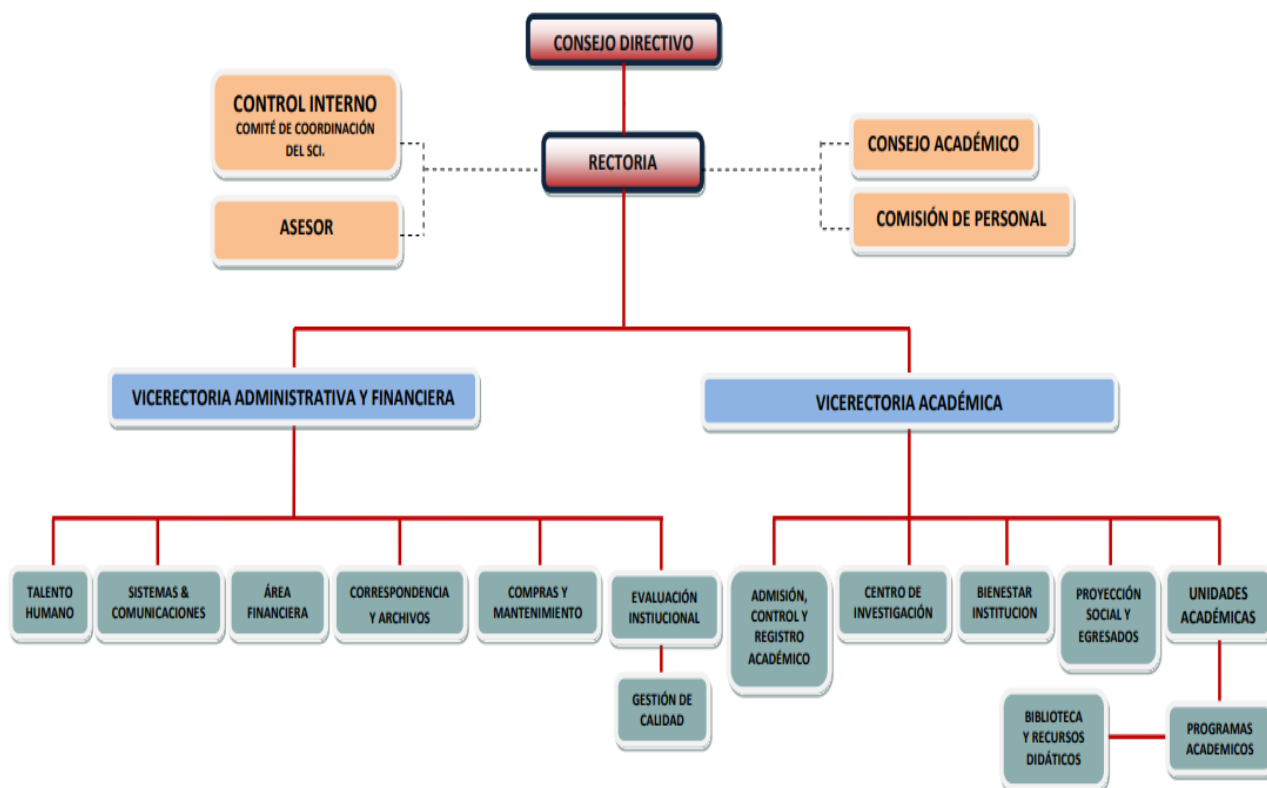 CONSEJO DIRECTIVO
CONTROL INTERNO
COMITÉ DE COORDINACIÓN
DEL SCI.
ASESOR
RECTORIA
CONSEJO ACADÉMICO
COMISIÓN DE PERSONAL
VICERECTORIA ADMINISTRATIVA Y FINANCIERA
VICERECTORIA ACADÉMICA
TALENTO
HUMANO
SISTEMAS &
COMUNICACIONES
ÁREA
FINANCIERA
CORRESPONDENCIA
Y ARCHIVOS
COMPRAS Y
MANTENIMIENTO
EVALUACIÓN
INSTIUCIONAL
GESTIÓN DE
CALIDAD
ADMISIÓN,
CONTROL Y
REGISTRO
ACADÉMICO
CENTRO DE
INVESTIGACIÓN
BIENESTAR
INSTITUCION
PROYECCIÓN
SOCIAL Y
EGRESADOS
UNIDADES
ACADÉMICAS
BIBLIOTECA
Y RECURSOS
DIDÁTICOS
PROGRAMAS
ACADEMICOS